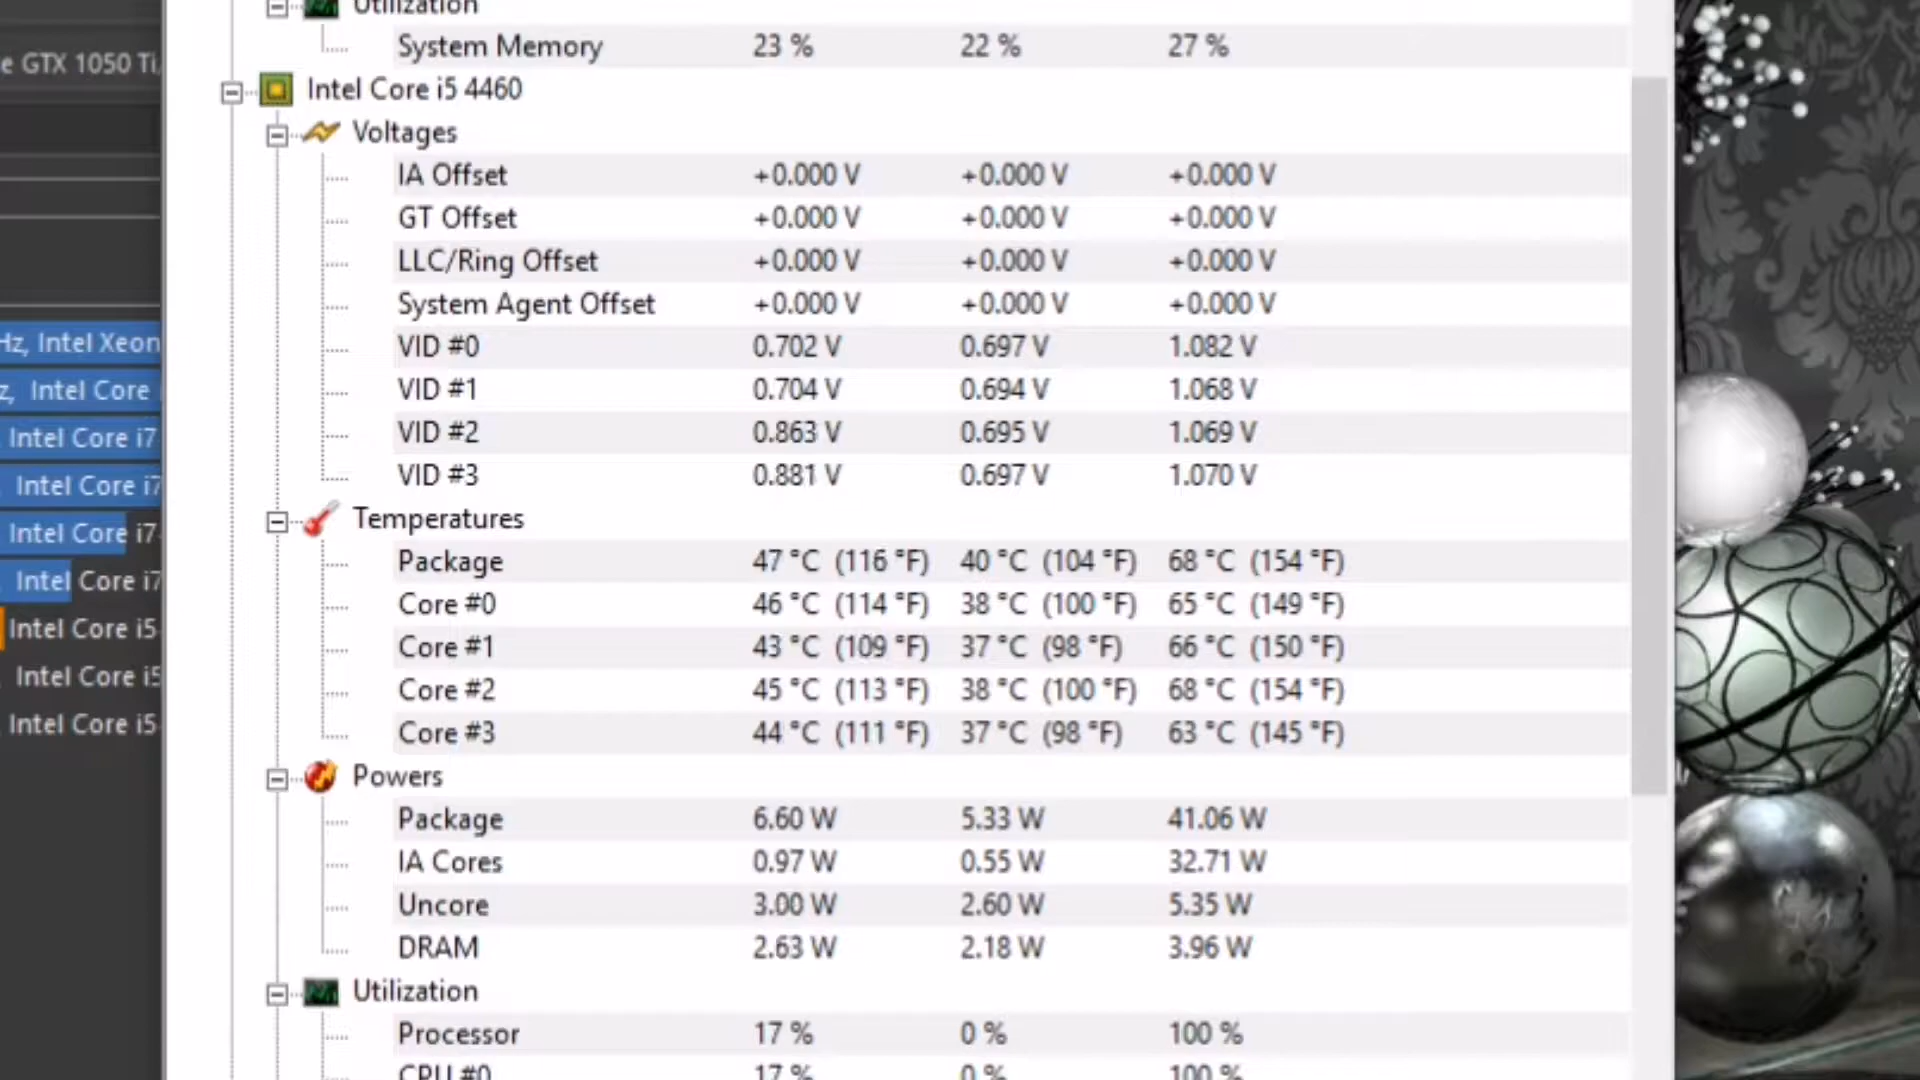 Utilization
System Memory 23 % 22 % 27 %
e GTX 1050 Ti,
Intel Core i5 4460
Voltages
IA Offset +0.000 V +0.000 V +0.000 V
GT Offset +0.000 V +0.000 V +0.000 V
LLC/Ring Offset +0.000 V +0.000 V +0.000 V
System Agent Offset +0.000 V +0.000 V +0.000 V
VID #0 0.702 V 0.697 V 1.082 V
Hz, Intel Xeon
VID #1 0.704 V 0.694 V 1.068 V
z, Intel Core
VID #2 0.863 V 0.695 V 1.069 V
Intel Core i7
VID #3 0.881 V 0.697 V 1.070 V
Intel Core i7
Temperatures
Intel Core i7-
Package 47 °C (116 °F) 40 °C (104 °F) 68 °C (154 °F)
Intel Core i7
Core #0 46 °C (114 °F) 38 °C (100 °F) 65 °C (149 °F)
Intel Core i5-
Core #1 43 °C (109 °F) 37 °C (98 °F) 66 °C (150 °F)
Intel Core i5
Core #2 45 °C (113 °F) 38 °C (100 °F) 68 °C (154 °F)
Intel Core i5-
Core #3 44 °C (111 °F) 37 °C (98 °F) 63 °C (145 °F)
Powers
Package 6.60 W 5.33 W 41.06 W
IA Cores 0.97 W 0.55 W 32.71 W
Uncore 3.00 W 2.60 W 5.35 W
DRAM 2.63 W 2.18 W 3.96 W
Utilization
Processor 17 % 0 % 100 %
CPU #0 17 % 0 % 100 %